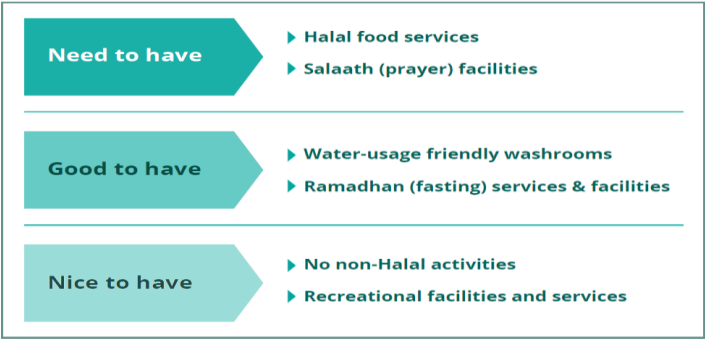 Need to have
Halal food services
Salaath (prayer) facilities
Good to have
Water-usage friendly washrooms
Ramadhan (fasting) services & facilities
Nice to have
No non-Halal activities
Recreational facilities and services